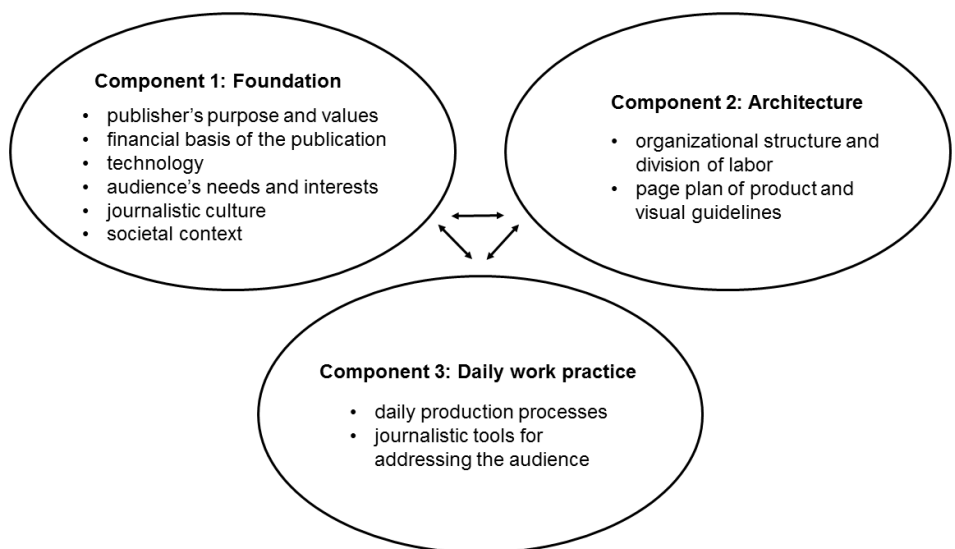 Component 1: Foundation
• publisher's purpose and values
• financial basis of the publication
• technology
• audience's needs and interests
• journalistic culture
• societal context
Component 2: Architecture
• organizational structure and
division of labor
• page plan of product and
visual guidelines
Component 3: Daily work practice
• daily production processes
• journalistic tools for
addressing the audience